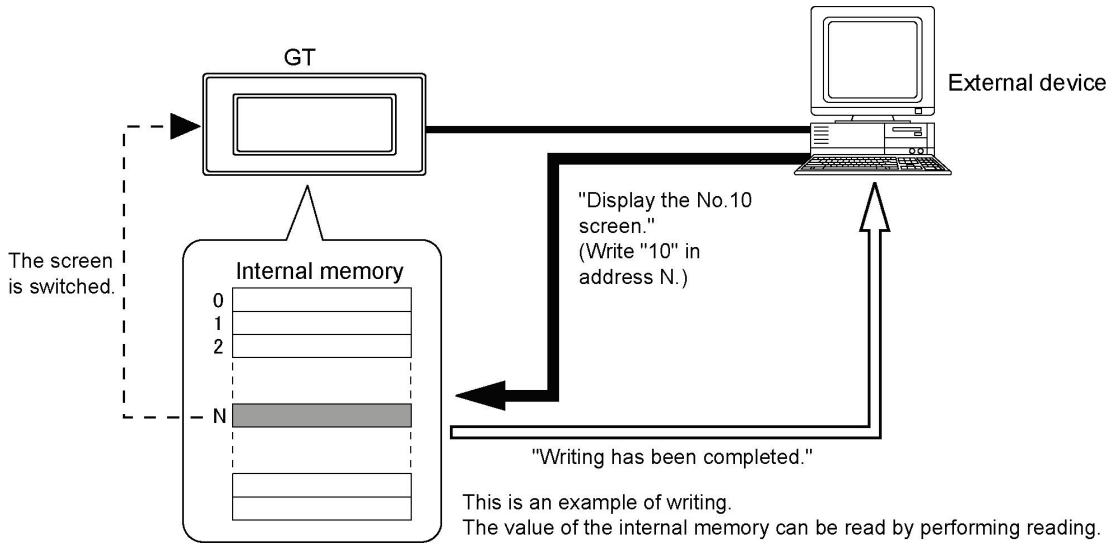 GT
External device
"Display the No.10
screen."
(Write "10" in
address N.)
The screen
is switched.
Internal memory
0
1
2
N
"Writing has been completed."
This is an example of writing.
The value of the internal memory can be read by performing reading.